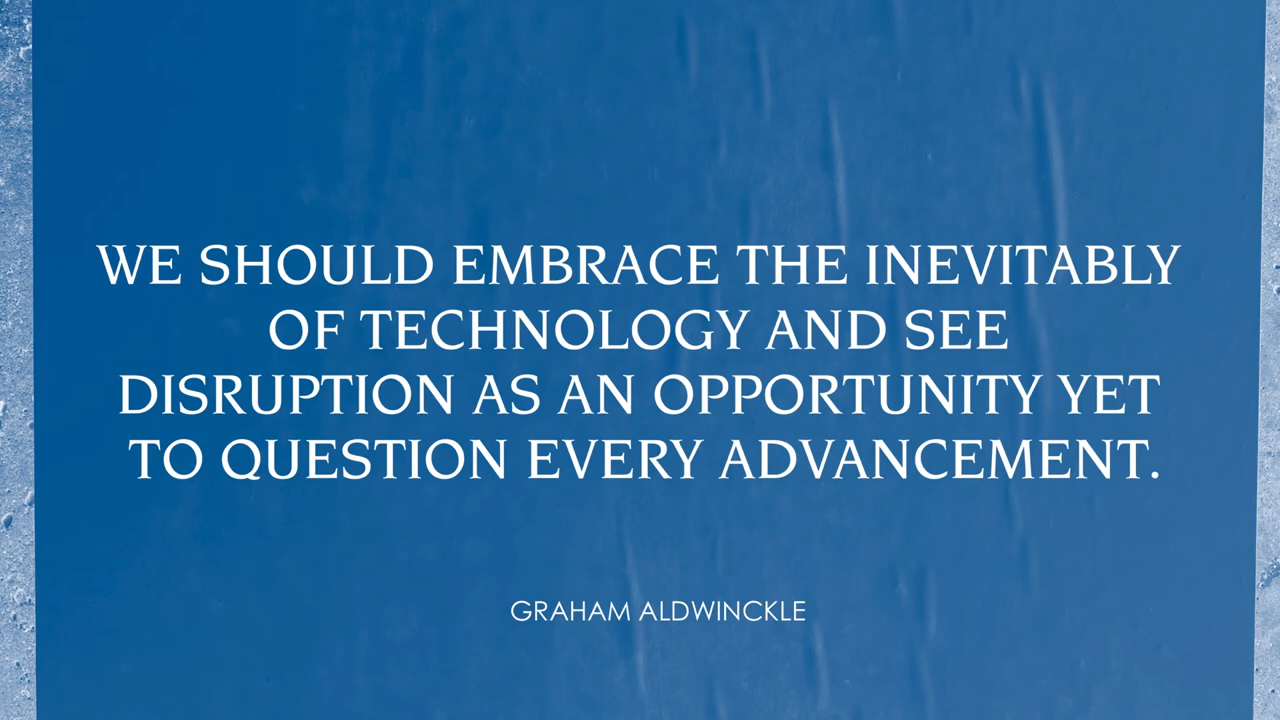 WE SHOULD EMBRACE THE INEVITABLY
OF TECHNOLOGY AND SEE
DISRUPTION AS AN OPPORTUNITY YET
TO QUESTION EVERY ADVANCEMENT.
GRAHAM ALDWINCKLE